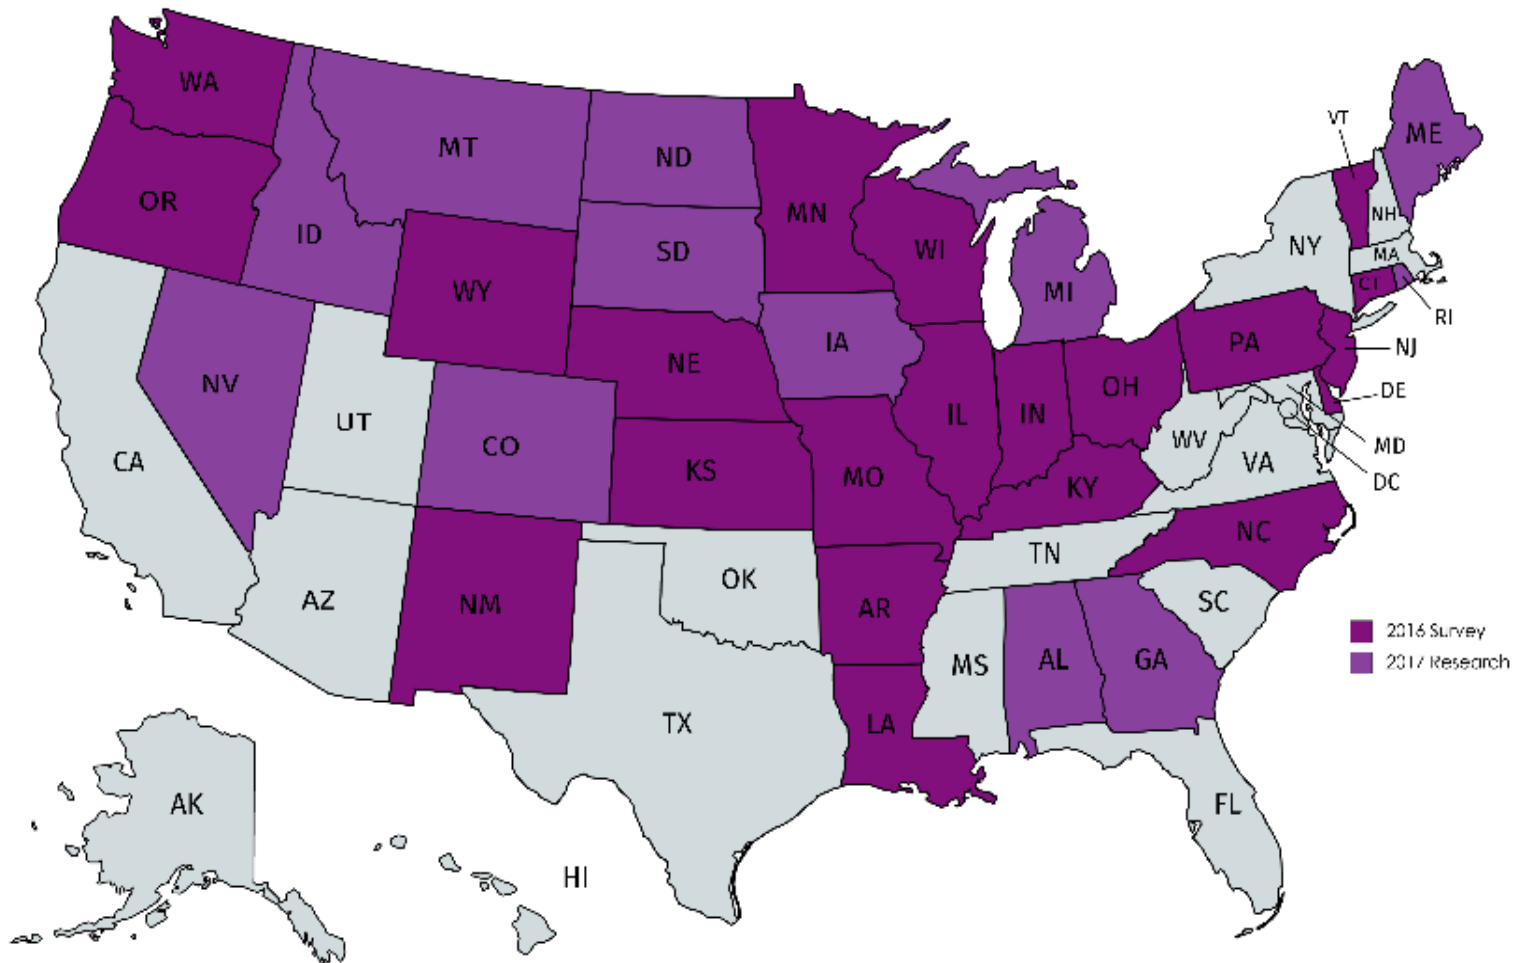 WA
MT
ND
MN
VT
ME
OR
ID
SD
WI
NH
NY
MA
WY
MI
CT
RI
NV
NE
IA
PA
NJ
UT
CO
IL
IN
OH
DE
CA
KS
MO
KY
WV
VA
MD
DC
AZ
NM
OK
AR
TN
NC
SC
MS
AL
GA
2016 Survey
2017 Research
TX
LA
AK
HI
FL